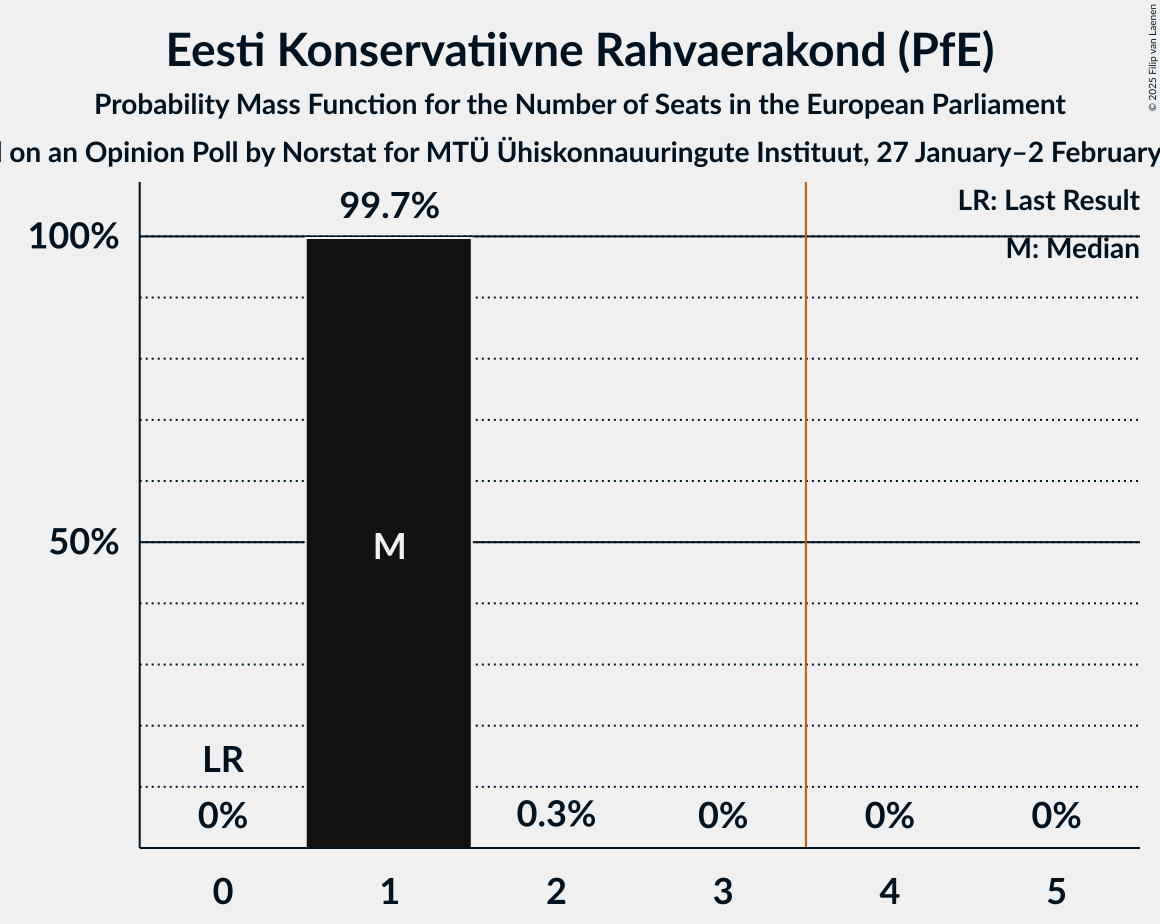 Eesti Konservatiivne Rahvaerakond (PfE)
Probability Mass Function for the Number of Seats in the European Parliament
on an Opinion Poll by Norstat for MTÜ Ühiskonnauuringute Instituut, 27 January–2 February
© 2025 Filip van Laenen
LR: Last Result
M: Median
99.7%
100%
50%
M
LR
0%
0.3%
0%
0%
0%
0 1 2 3 4 5